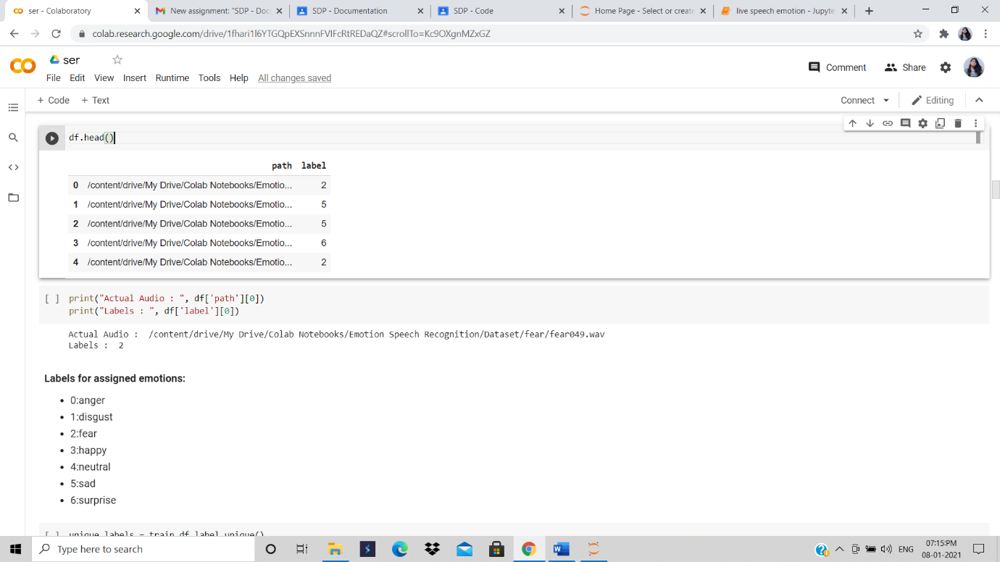 ser - Colaboratory
New assignment: "SDP - Doc
SDP - Documentation
SDP - Code
Home Page - Select or create
live speech emotion - Jupyte
colab.research.google.com/drive/1fhari1l6YTGQpEXSnnnFVIFcRtREDaQZ#scrollTo=Kc9OXgnMZxGZ
ser
File Edit View Insert Runtime Tools Help All changes saved
Comment Share
+ Code + Text
Connect Editing
df.head()
path label
0 /content/drive/My Drive/Colab Notebooks/Emotio... 2
1 /content/drive/My Drive/Colab Notebooks/Emotio... 5
2 /content/drive/My Drive/Colab Notebooks/Emotio... 5
3 /content/drive/My Drive/Colab Notebooks/Emotio... 6
4 /content/drive/My Drive/Colab Notebooks/Emotio... 2
[ ] print("Actual Audio : ", df['path'][0])
print("Labels : ", df['label'][0])
Actual Audio :  /content/drive/My Drive/Colab Notebooks/Emotion Speech Recognition/Dataset/fear/fear049.wav
Labels :  2
Labels for assigned emotions:
• 0:anger
• 1:disgust
• 2:fear
• 3:happy
• 4:neutral
• 5:sad
• 6:surprise
[ ] unique_labels = train_df.label.unique()
Type here to search
ENG
07:15:PM
08-01-2021